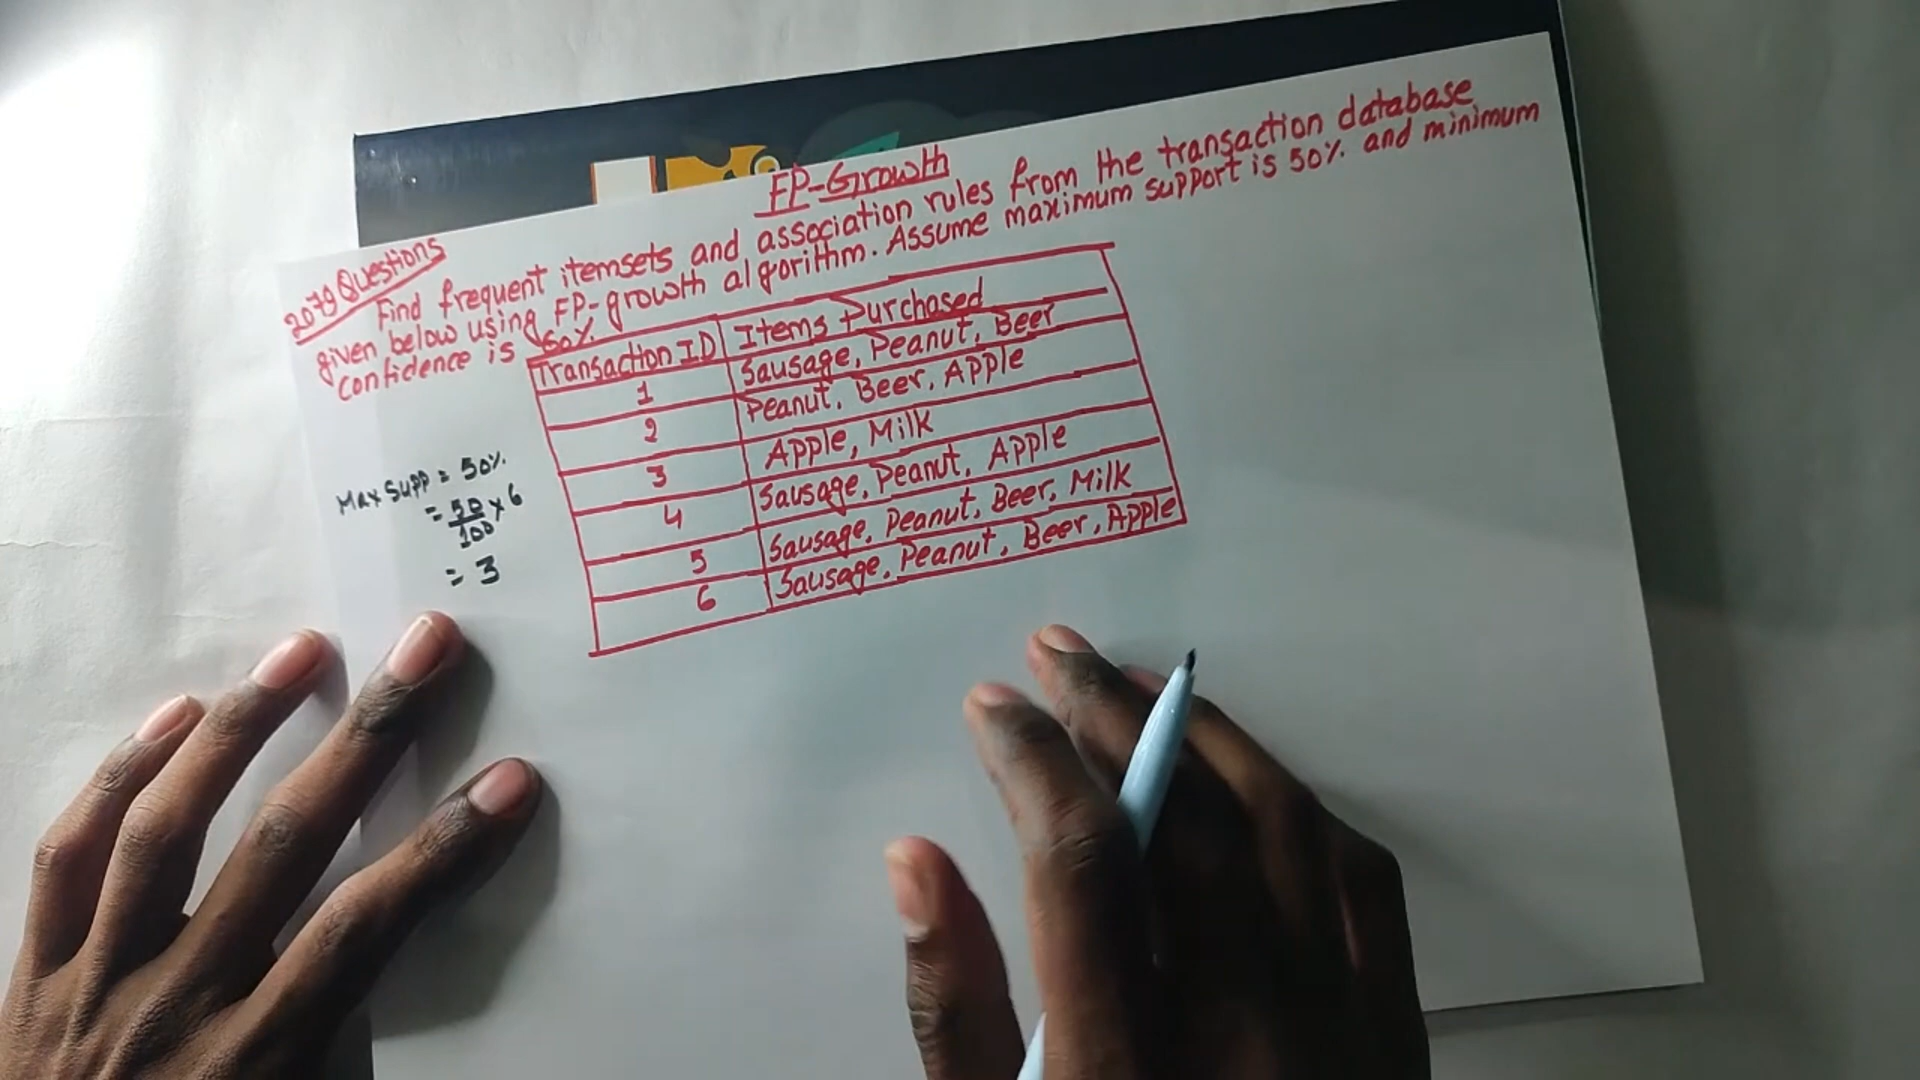 FP-Growth
2079 Questions
Find frequent itemsets and association rules from the transaction database
given below using FP-growth algorithm. Assume maximum support is 50% and minimum
confidence is 60%
Transaction ID Items Purchased
1 Sausage, Peanut, Beer
2 Peanut, Beer, Apple
3 Apple, Milk
4 Sausage, Peanut, Apple
5 Sausage, Peanut, Beer, Milk
6 Sausage, Peanut, Beer, Apple
Max Supp = 50%
= 50/100 x 6
= 3